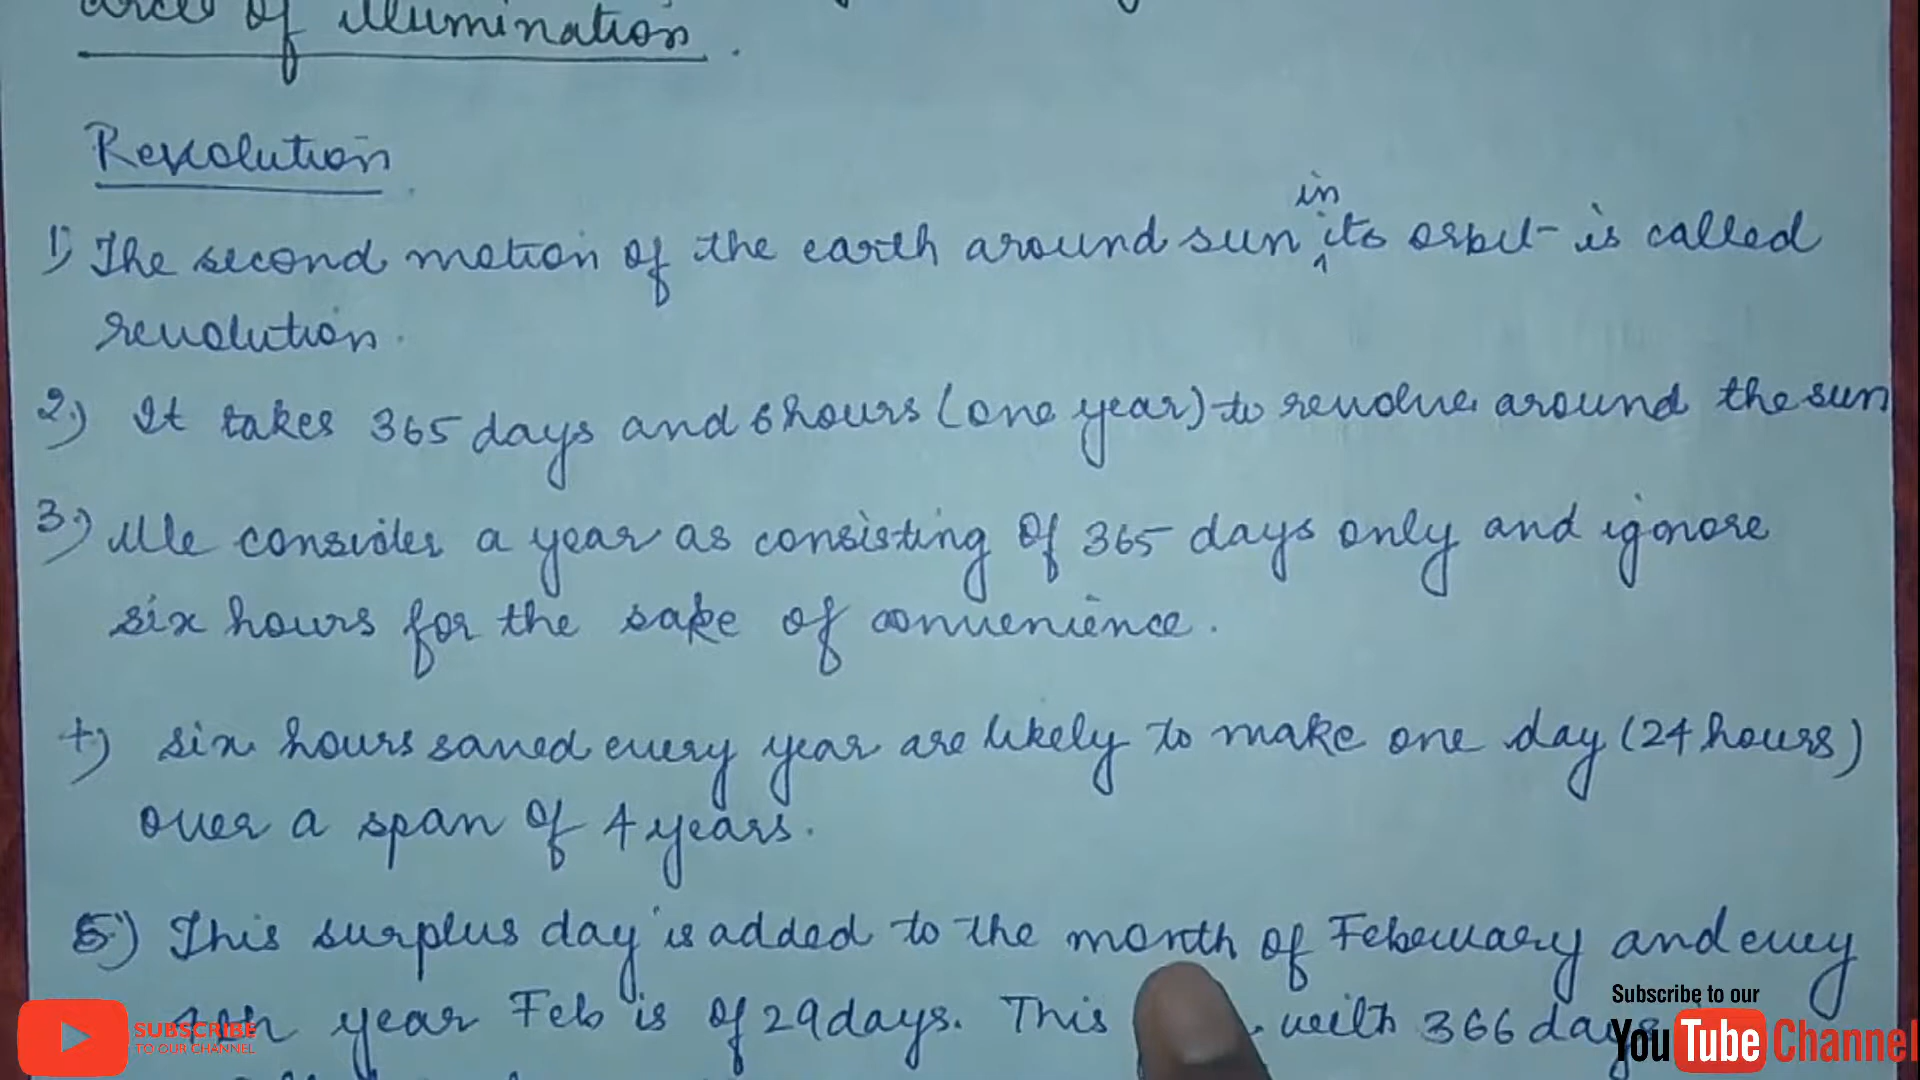 of illumination.
Revolution
1) The second motion of the earth around sun in its orbit is called
revolution.
2.) It takes 365 days and 6 hours (one year) to revolve around the sun
3.) We consider a year as consisting of 365 days only and ignore
six hours for the sake of convenience.
4) six hours saved every year are likely to make one day (24 hours)
over a span of 4 years.
5) This surplus day is added to the month of Feberuary and every
4th year Feb is of 29 days. This with 366 days
SUBSCRIBE
TO OUR CHANNEL
Subscribe to our
YouTube Channel